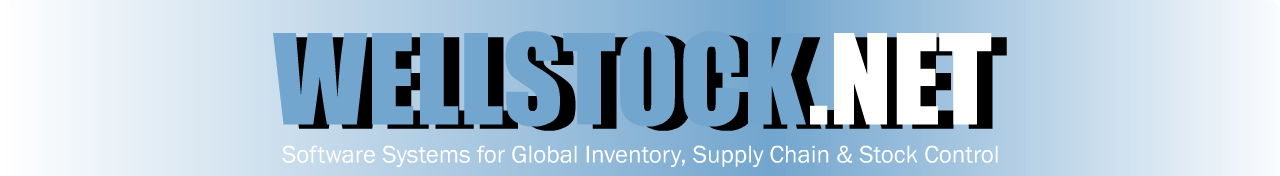 WELLSTOCK.NET
Software Systems for Global Inventory, Supply Chain & Stock Control